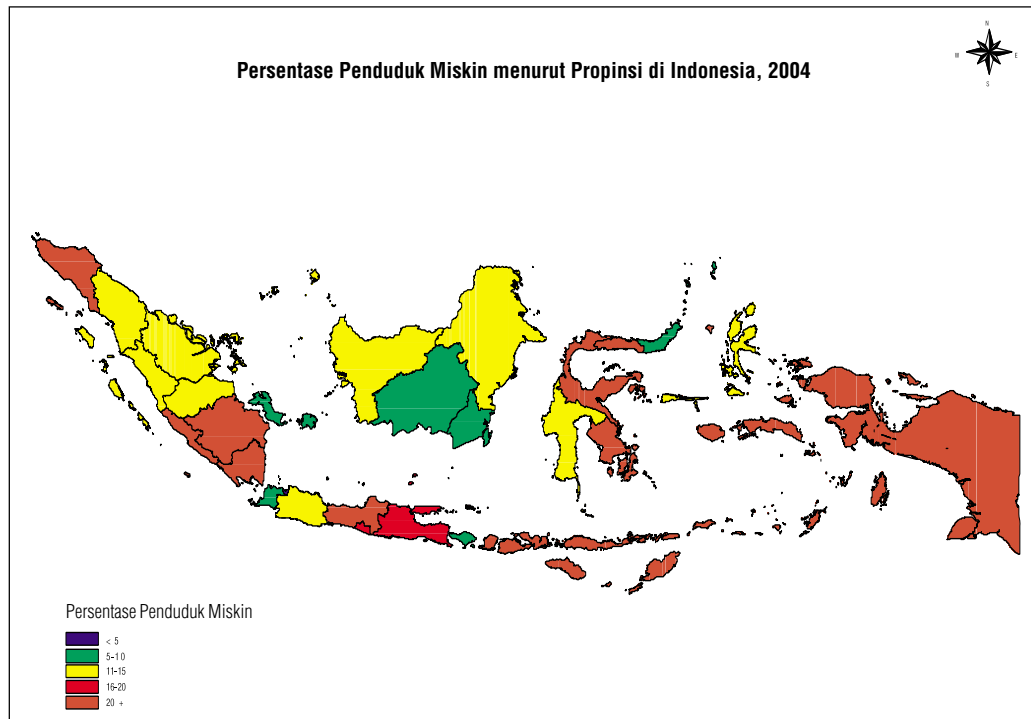 N
W E
S
Persentase Penduduk Miskin menurut Propinsi di Indonesia, 2004
Persentase Penduduk Miskin
< 5
5-10
11-15
16-20
20 +